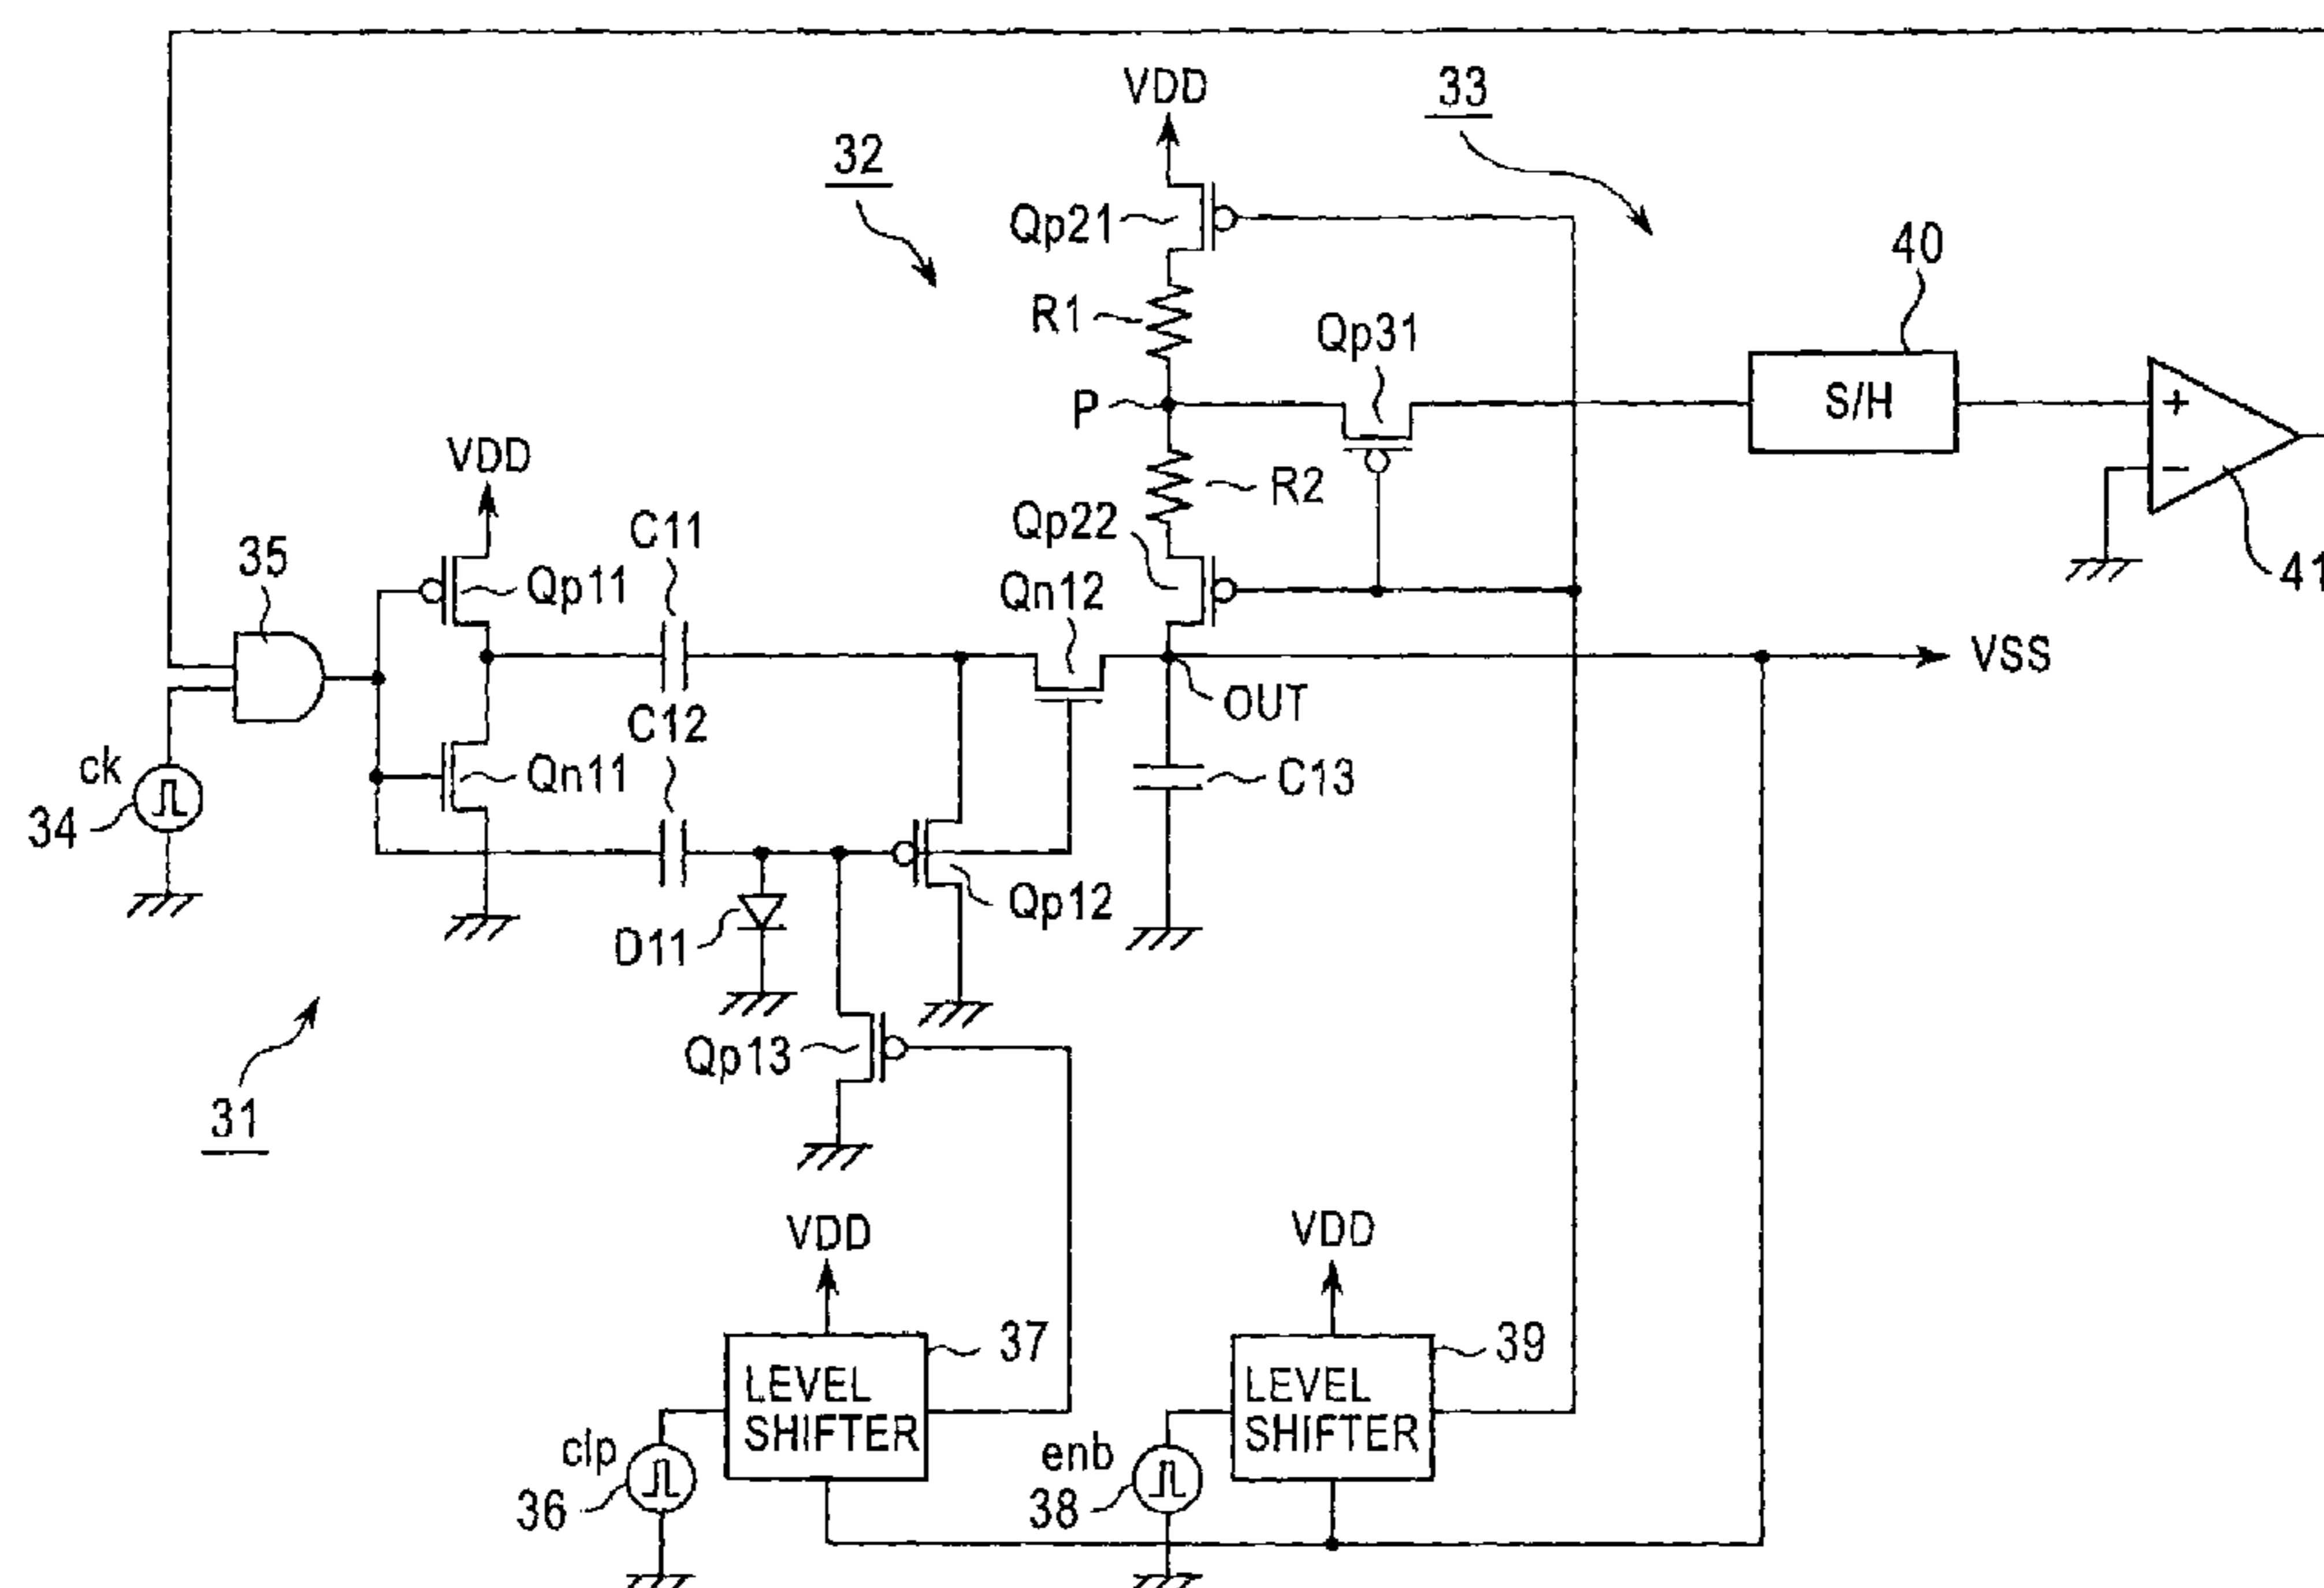 VDD
33
32
Qp21
40
R1
Qp31
P
S/H
+
VDD
R2
−
C11
Qp22
35
Qp11
Qn12
41
VSS
OUT
C12
ck
Qn11
C13
34
Qp12
D11
Qp13
31
VDD
VDD
37
39
LEVEL
SHIFTER
LEVEL
SHIFTER
clp
enb
36
38